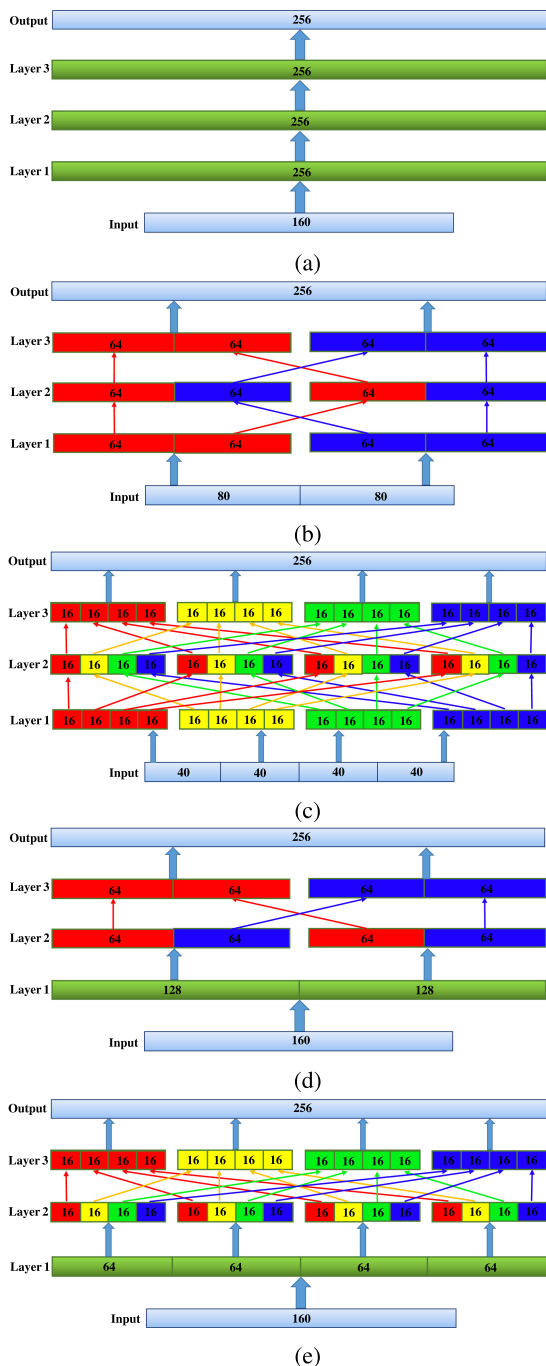 Output 256
Layer 3 256
Layer 2 256
Layer 1 256
Input 160
(a)
Output 256
Layer 3 64 64 64 64
Layer 2 64 64 64 64
Layer 1 64 64 64 64
Input 80 80
(b)
Output 256
Layer 3 16 16 16 16 16 16 16 16 16 16 16 16 16 16 16 16
Layer 2 16 16 16 16 16 16 16 16 16 16 16 16 16 16 16 16
Layer 1 16 16 16 16 16 16 16 16 16 16 16 16 16 16 16 16
Input 40 40 40 40
(c)
Output 256
Layer 3 64 64 64 64
Layer 2 64 64 64 64
Layer 1 128 128
Input 160
(d)
Output 256
Layer 3 16 16 16 16 16 16 16 16 16 16 16 16 16 16 16 16
Layer 2 16 16 16 16 16 16 16 16 16 16 16 16 16 16 16 16
Layer 1 64 64 64 64
Input 160
(e)